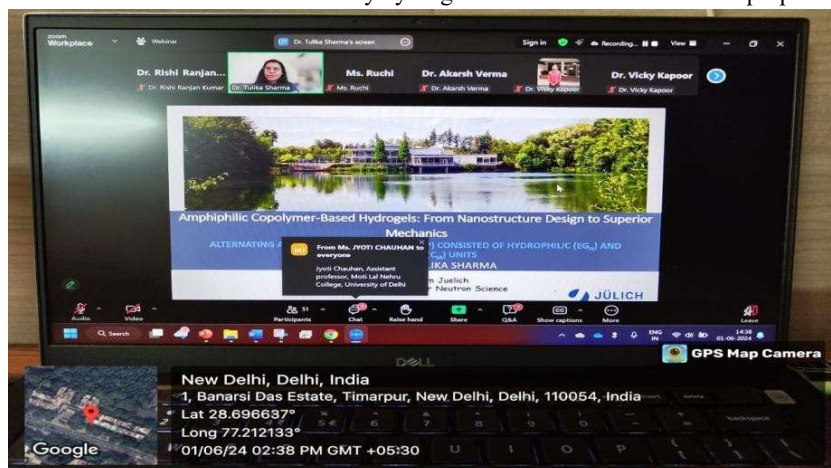 zoom
Workplace
Webinar
Dr. Tulika Sharma's screen
Sign in
Recording...
View
Dr. Rishi Ranjan...
Ms. Ruchi
Dr. Akarsh Verma
Dr. Vicky Kapoor
Dr. Rishi Ranjan Kumar
Dr. Tulika Sharma
Ms. Ruchi
Dr. Akarsh Verma
Dr. Vicky Kapoor
Dr. Vicky Kapoor
Amphiphilic Copolymer-Based Hydrogels: From Nanostructure Design to Superior
Mechanics
ALTERNATING
CONSISTED OF HYDROPHILIC (EG
) AND
UNITS
IKA SHARMA
From Ms. JYOTI CHAUHAN to
everyone
Jyoti Chauhan, Assistant
professor, Moti Lal Nehru
College, University of Delhi
Juelich
Neutron Science
JÜLICH
Audio
Video
Participants
51
Chat
Raise hand
Share
Q&A
Show captions
More
Leave
Search
ENG
IN
14:38
01-06-2024
DELL
GPS Map Camera
New Delhi, Delhi, India
1, Banarsi Das Estate, Timarpur, New Delhi, Delhi, 110054, India
Lat 28.696637°
Long 77.212133°
01/06/24 02:38 PM GMT +05:30
Google